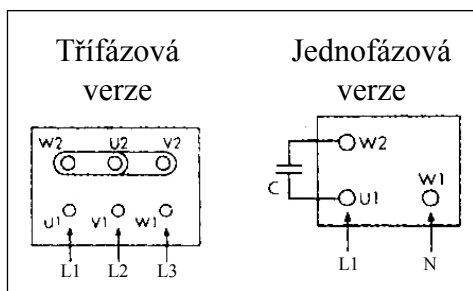 Třífázová
verze
W2 U2 V2
U1 V1 W1
L1 L2 L3
Jednofázová
verze
W2
C
U1 W1
L1 N